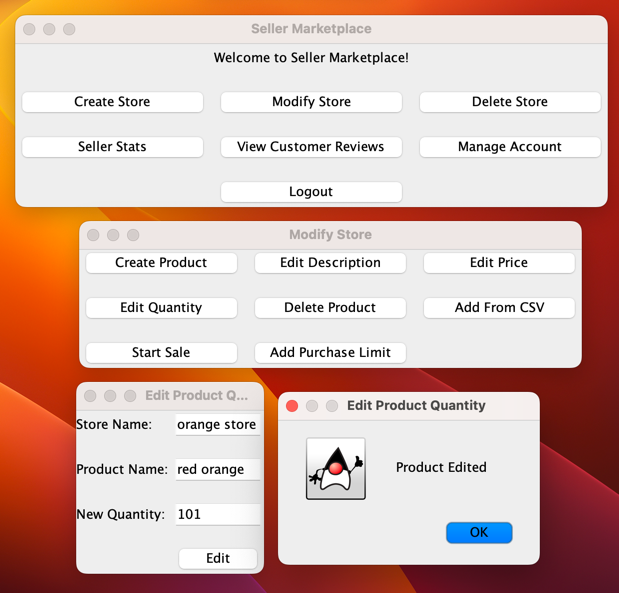 Seller Marketplace
Welcome to Seller Marketplace!
Create Store Modify Store Delete Store
Seller Stats View Customer Reviews Manage Account
Logout
Modify Store
Create Product Edit Description Edit Price
Edit Quantity Delete Product Add From CSV
Start Sale Add Purchase Limit
Edit Product Q...
Store Name: orange store
Product Name: red orange
New Quantity: 101
Edit
Edit Product Quantity
Product Edited
OK